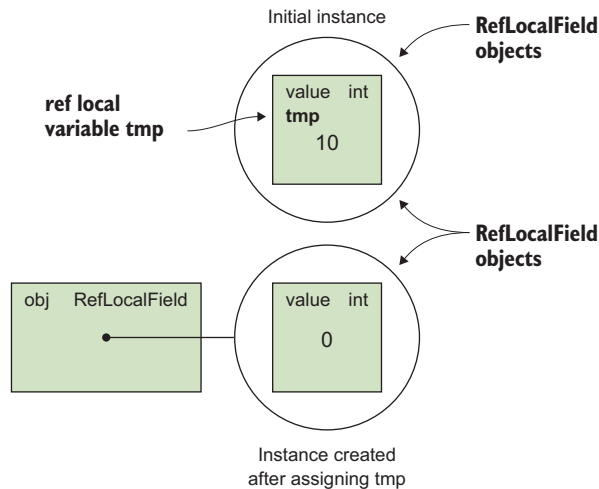 Initial instance
RefLocalField
objects
value int
tmp
10
ref local
variable tmp
RefLocalField
objects
obj RefLocalField
value int
0
Instance created
after assigning tmp